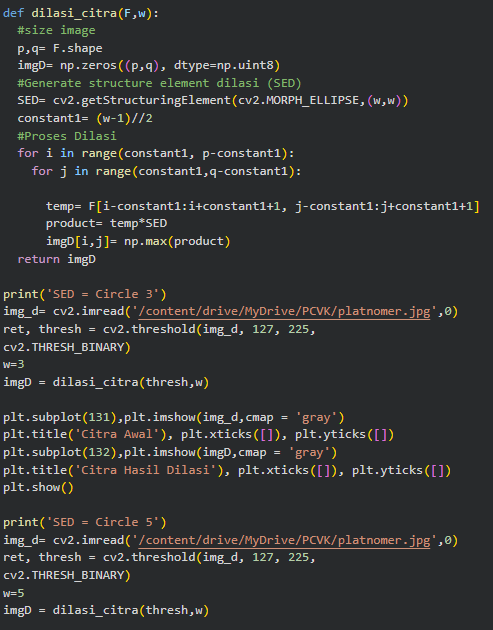 def dilasi_citra(F,w):
  #size image
  p,q= F.shape
  imgD= np.zeros((p,q), dtype=np.uint8)
  #Generate structure element dilasi (SED)
  SED= cv2.getStructuringElement(cv2.MORPH_ELLIPSE,(w,w))
  constant1= (w-1)//2
  #Proses Dilasi
  for i in range(constant1, p-constant1):
    for j in range(constant1,q-constant1):
      temp= F[i-constant1:i+constant1+1, j-constant1:j+constant1+1]
      product= temp*SED
      imgD[i,j]= np.max(product)
  return imgD
print('SED = Circle 3')
img_d= cv2.imread('/content/drive/MyDrive/PCVK/platnomer.jpg',0)
ret, thresh = cv2.threshold(img_d, 127, 225,
cv2.THRESH_BINARY)
w=3
imgD = dilasi_citra(thresh,w)
plt.subplot(131),plt.imshow(img_d,cmap = 'gray')
plt.title('Citra Awal'), plt.xticks([]), plt.yticks([])
plt.subplot(132),plt.imshow(imgD,cmap = 'gray')
plt.title('Citra Hasil Dilasi'), plt.xticks([]), plt.yticks([])
plt.show()
print('SED = Circle 5')
img_d= cv2.imread('/content/drive/MyDrive/PCVK/platnomer.jpg',0)
ret, thresh = cv2.threshold(img_d, 127, 225,
cv2.THRESH_BINARY)
w=5
imgD = dilasi_citra(thresh,w)